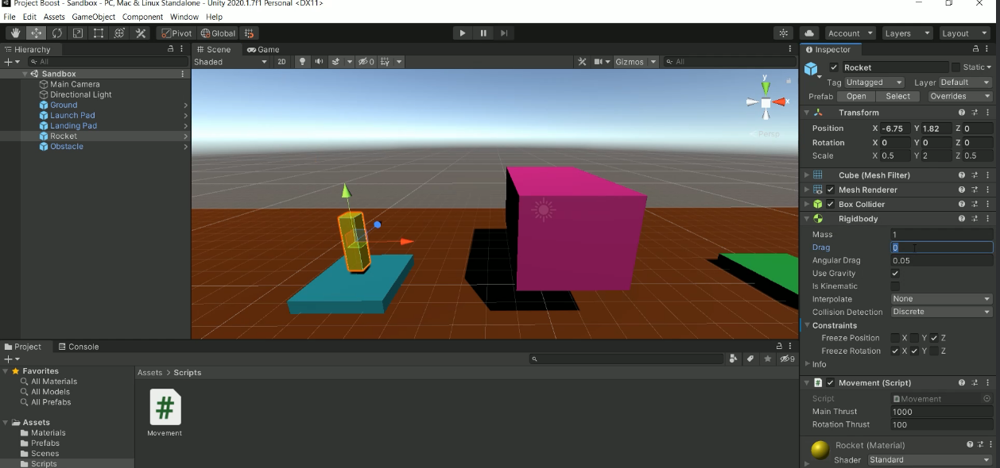 Project Boost - Sandbox - PC, Mac & Linux Standalone - Unity 2020.1.7f1 Personal <DX11>
File Edit Assets GameObject Component Window Help
Pivot Global Account Layers Layout
Hierarchy
All
Sandbox
Main Camera
Directional Light
Ground
Launch Pad
Landing Pad
Rocket
Obstacle
Scene Game
Shaded 2D 0 Gizmos All
y
x
Persp
Inspector
Rocket Static
Tag Untagged Layer Default
Prefab Open Select Overrides
Transform
Position X -6.75 Y 1.82 Z 0
Rotation X 0 Y 0 Z 0
Scale X 0.5 Y 2 Z 0.5
Cube (Mesh Filter)
Mesh Renderer
Box Collider
Rigidbody
Mass 1
Drag 0
Angular Drag 0.05
Use Gravity
Is Kinematic
Interpolate None
Collision Detection Discrete
Constraints
Freeze Position X Y Z
Freeze Rotation X Y Z
Info
# Movement (Script)
Script Movement
Main Thrust 1000
Rotation Thrust 100
Rocket (Material)
Shader Standard
Project Console
9
Favorites
All Materials
All Models
All Prefabs
Assets
Materials
Prefabs
Scenes
Scripts
Assets > Scripts
#
Movement